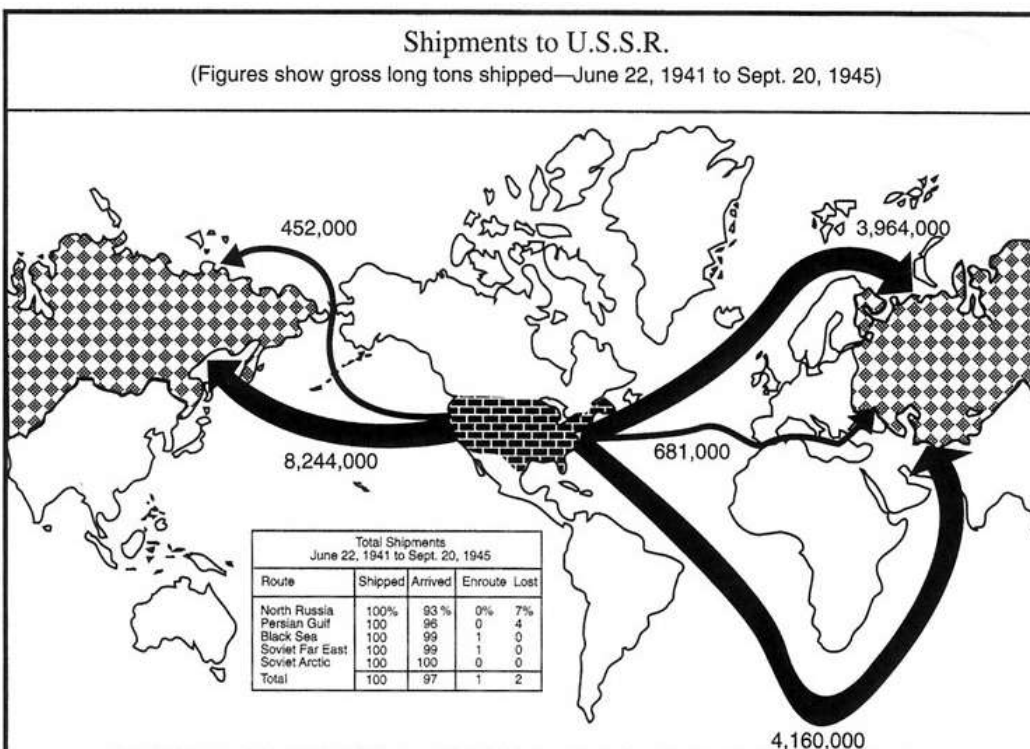 Shipments to U.S.S.R.
(Figures show gross long tons shipped—June 22, 1941 to Sept. 20, 1945)
452,000
3,964,000
8,244,000
681,000
Total Shipments
June 22, 1941 to Sept. 20, 1945
Route Shipped Arrived Enroute Lost
North Russia 100% 93% 0% 7%
Persian Gulf 100 96 0 4
Black Sea 100 99 1 0
Soviet Far East 100 99 1 0
Soviet Arctic 100 100 0 0
Total 100 97 1 2
4,160,000